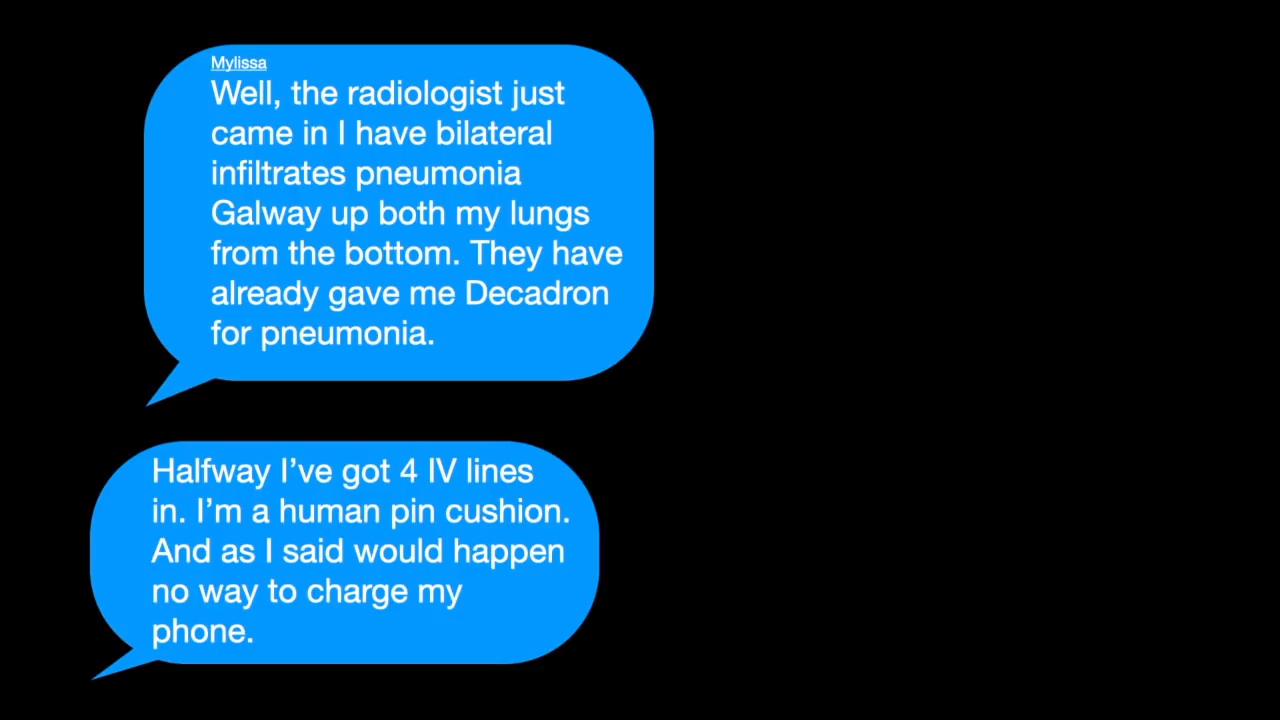 Mylissa
Well, the radiologist just
came in I have bilateral
infiltrates pneumonia
Galway up both my lungs
from the bottom. They have
already gave me Decadron
for pneumonia.
Halfway I’ve got 4 IV lines
in. I’m a human pin cushion.
And as I said would happen
no way to charge my
phone.